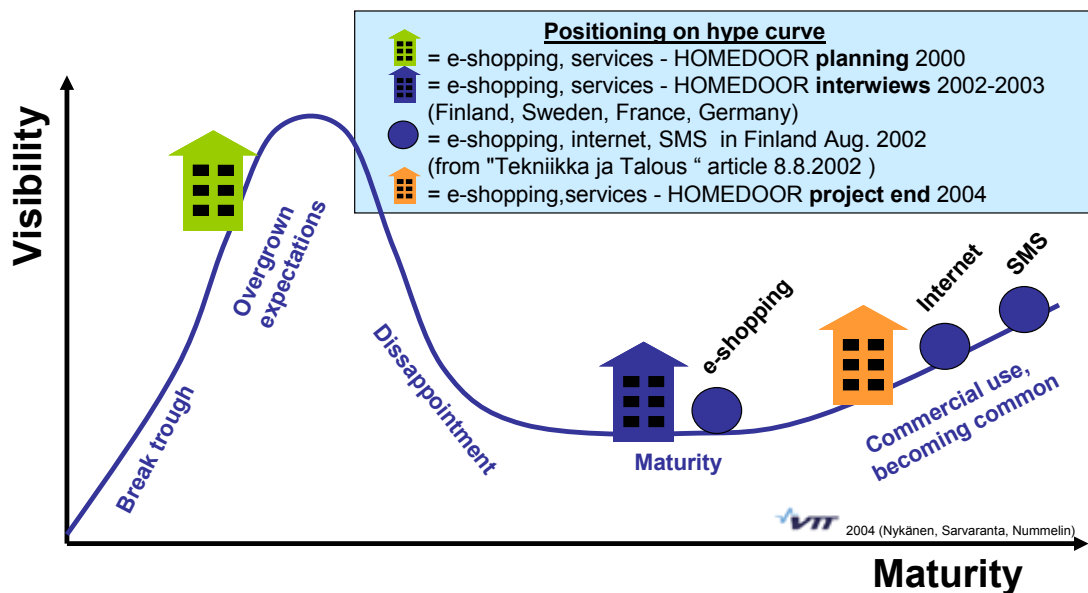 Positioning on hype curve
= e-shopping, services - HOMEDOOR planning 2000
= e-shopping, services - HOMEDOOR interwiews 2002-2003
(Finland, Sweden, France, Germany)
= e-shopping, internet, SMS in Finland Aug. 2002
(from "Tekniikka ja Talous “ article 8.8.2002 )
= e-shopping,services - HOMEDOOR project end 2004
Visibility
Break trough
Overgrown
expectations
Dissappointment
Maturity
e-shopping
Internet
SMS
Commercial use,
becoming common
VTT 2004 (Nykänen, Sarvaranta, Nummelin)
Maturity